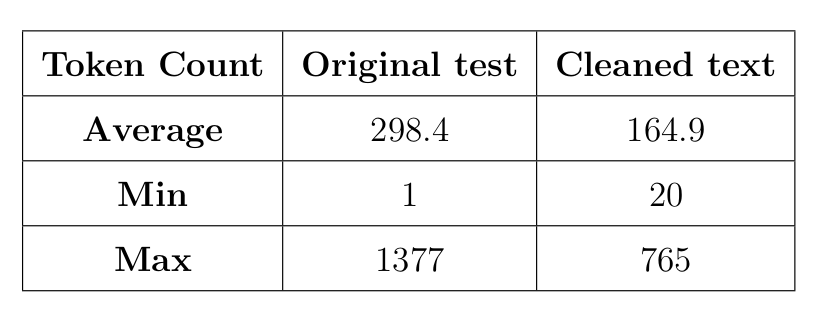 Token Count Original test Cleaned text
Average 298.4 164.9
Min 1 20
Max 1377 765